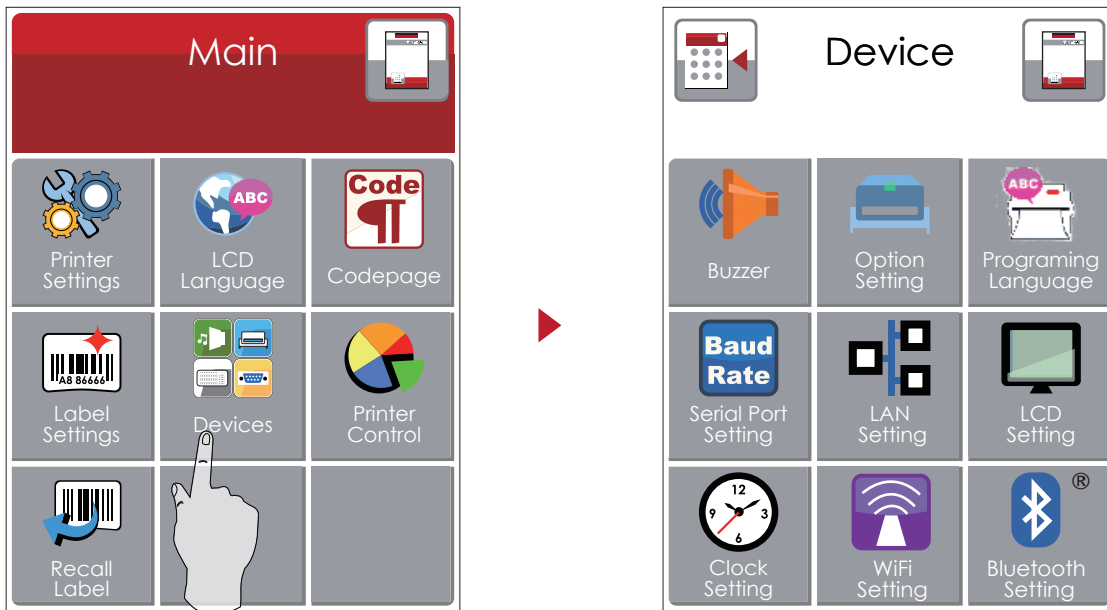 Main
ABC
Code
Printer
Settings
LCD
Language
Codepage
A8 86666
Label
Settings
Devices
Printer
Control
Recall
Label
Device
ABC
Buzzer
Option
Setting
Programing
Language
Baud
Rate
Serial Port
Setting
LAN
Setting
LCD
Setting
12
9
3
6
®
Clock
Setting
WiFi
Setting
Bluetooth
Setting